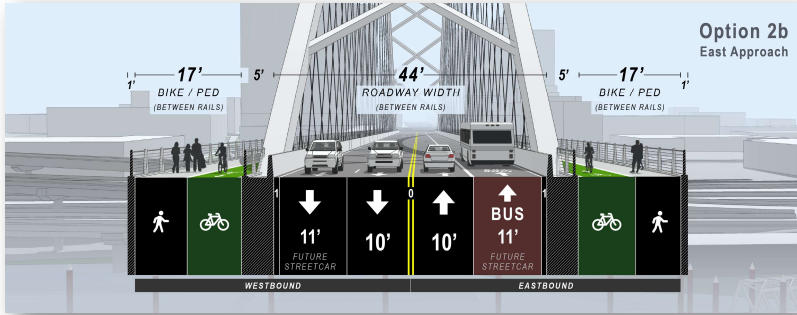 Option 2b
East Approach
1’
17’
BIKE / PED
(BETWEEN RAILS)
5’
44’
ROADWAY WIDTH
(BETWEEN RAILS)
5’
17’
BIKE / PED
(BETWEEN RAILS)
1’
1
11’
FUTURE
STREETCAR
10’
0
10’
BUS
11’
FUTURE
STREETCAR
1
WESTBOUND
EASTBOUND